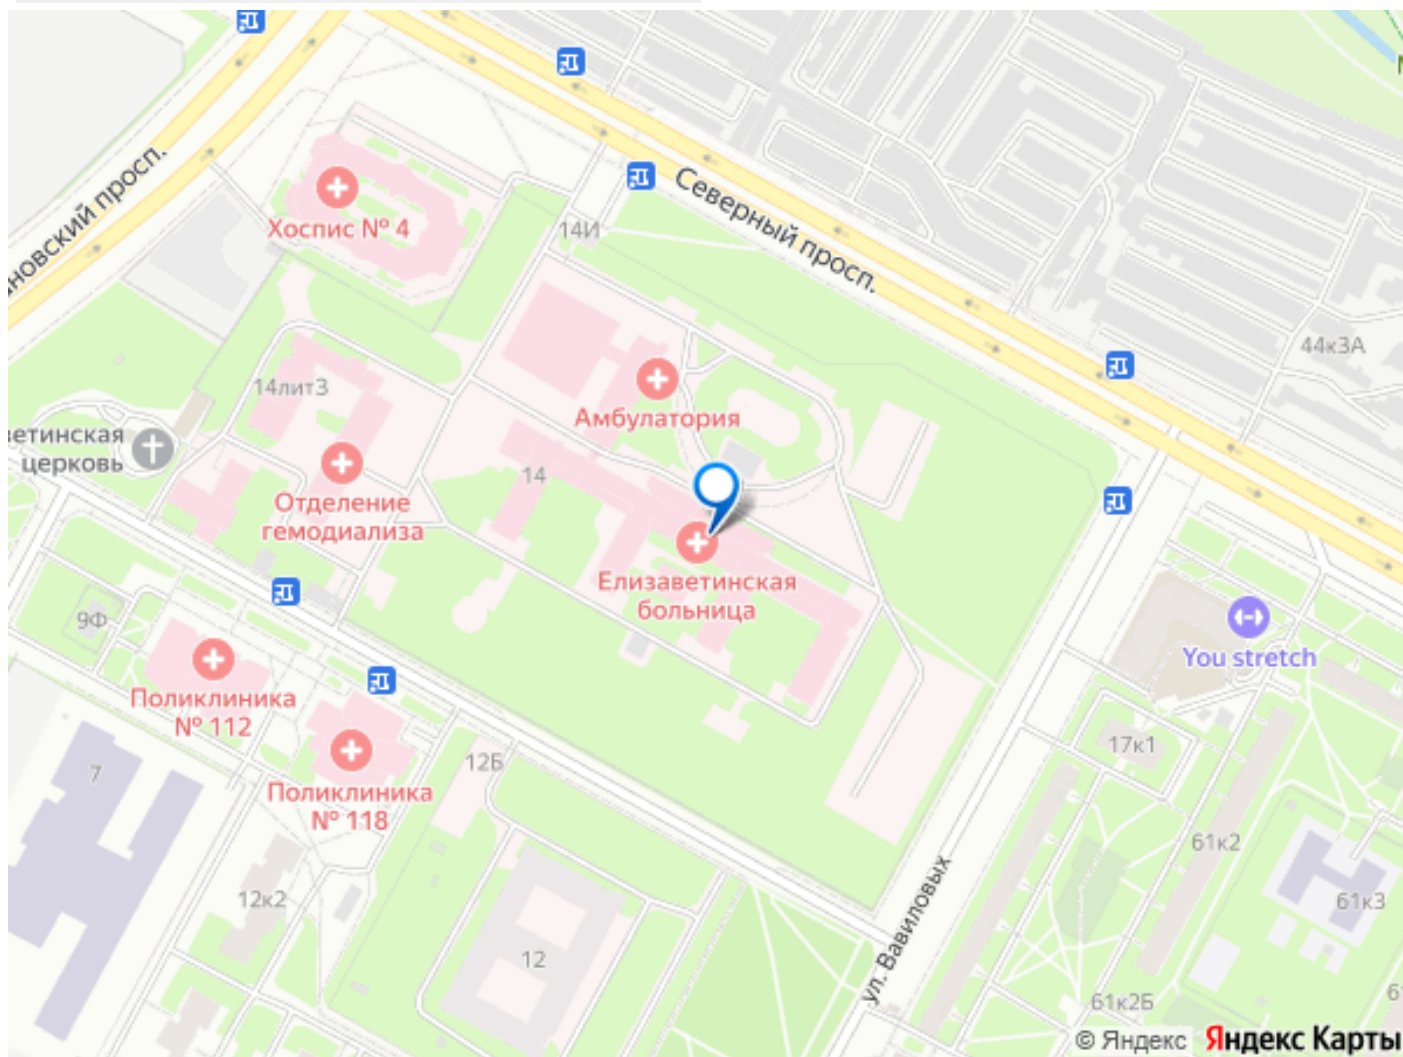 Северный просп.
ановский просп.
Хоспис № 4
14И
44к3А
14лит3
Амбулатория
ветинская
церковь
14
Отделение
гемодиализа
Елизаветинская
больница
9Ф
You stretch
Поликлиника
№ 112
17к1
12Б
7
Поликлиника
№ 118
61к2
12к2
61к3
12
ул. Вавиловых
61к2Б
© Яндекс Яндекс Карты